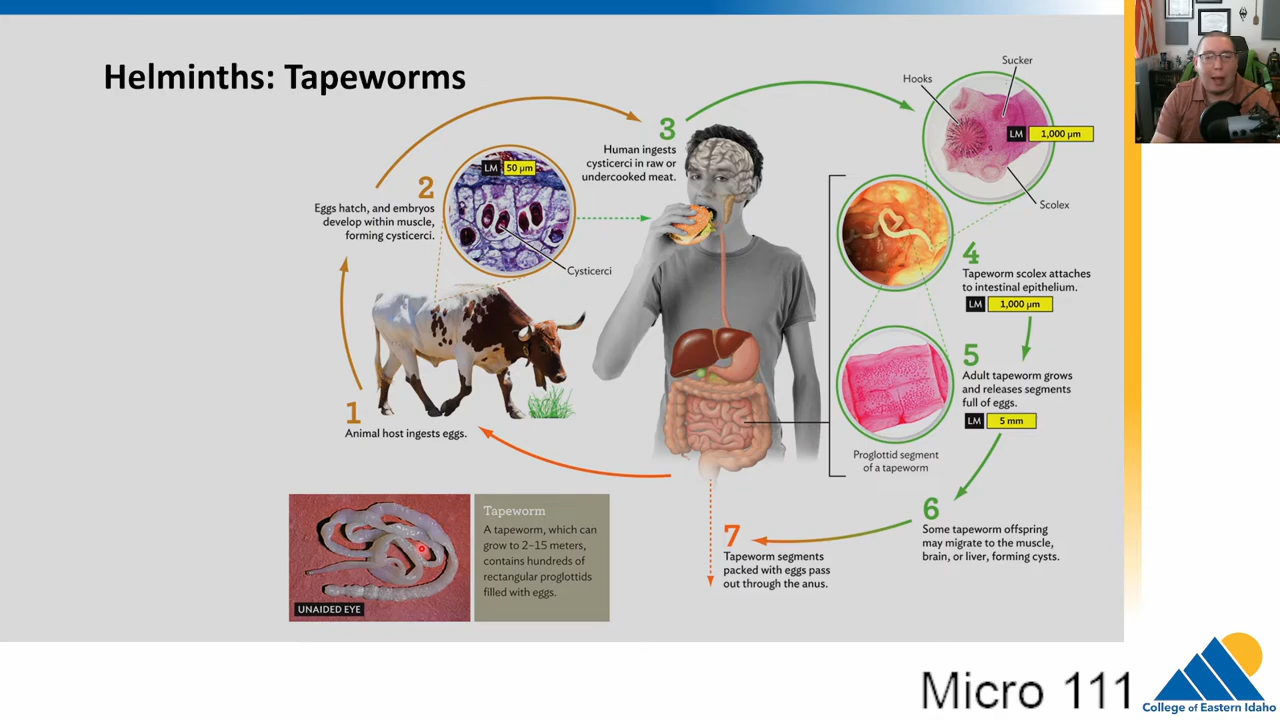 Helminths: Tapeworms
1
Animal host ingests eggs.
2
Eggs hatch, and embryos
develop within muscle,
forming cysticerci.
LM 50 µm
Cysticerci
3
Human ingests
cysticerci in raw or
undercooked meat.
Hooks
Sucker
LM 1,000 µm
Scolex
4
Tapeworm scolex attaches
to intestinal epithelium.
LM 1,000 µm
5
Adult tapeworm grows
and releases segments
full of eggs.
LM 5 mm
Proglottid segment
of a tapeworm
6
Some tapeworm offspring
may migrate to the muscle,
brain, or liver, forming cysts.
7
Tapeworm segments
packed with eggs pass
out through the anus.
UNAIDED EYE
Tapeworm
A tapeworm, which can
grow to 2–15 meters,
contains hundreds of
rectangular proglottids
filled with eggs.
Micro 111
College of Eastern Idaho